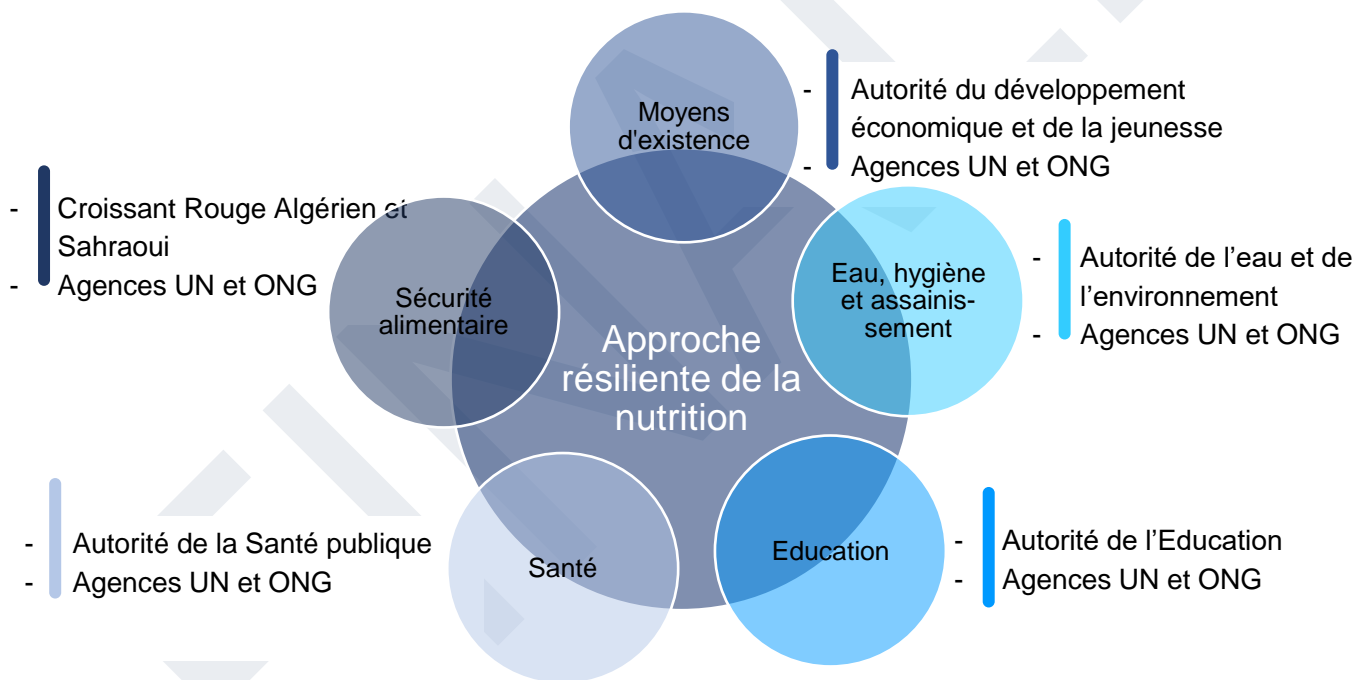 Moyens
d'existence
- Autorité du développement
économique et de la jeunesse
- Agences UN et ONG
- Croissant Rouge Algérien et
Sahraoui
- Agences UN et ONG
Sécurité
alimentaire
Eau, hygiène
et assainis-
sement
- Autorité de l’eau et de
l’environnement
- Agences UN et ONG
Approche
résiliente de la
nutrition
- Autorité de la Santé publique
- Agences UN et ONG
Santé
Education
- Autorité de l’Education
- Agences UN et ONG